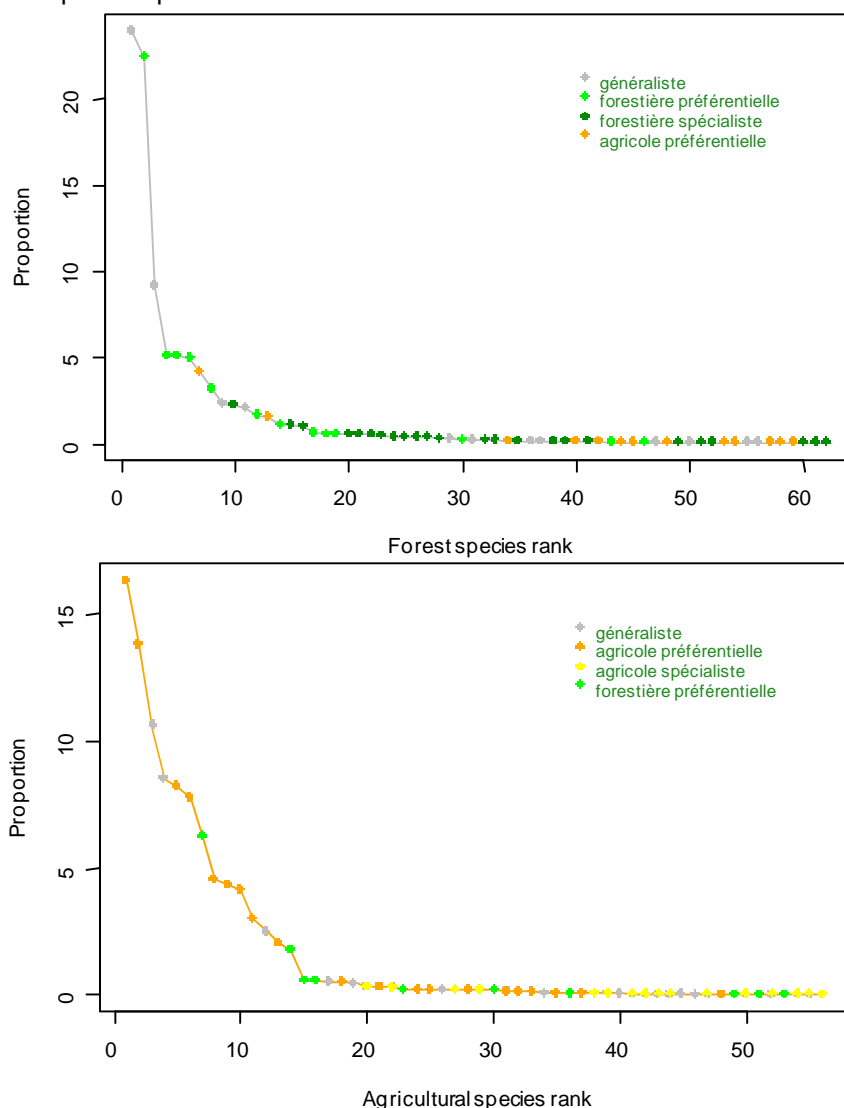 20
15
10
5
0
Proportion
généraliste
forestière préférentielle
forestière spécialiste
agricole préférentielle
0 10 20 30 40 50 60
Forest species rank
15
10
5
0
Proportion
généraliste
agricole préférentielle
agricole spécialiste
forestière préférentielle
0 10 20 30 40 50
Agricultural species rank